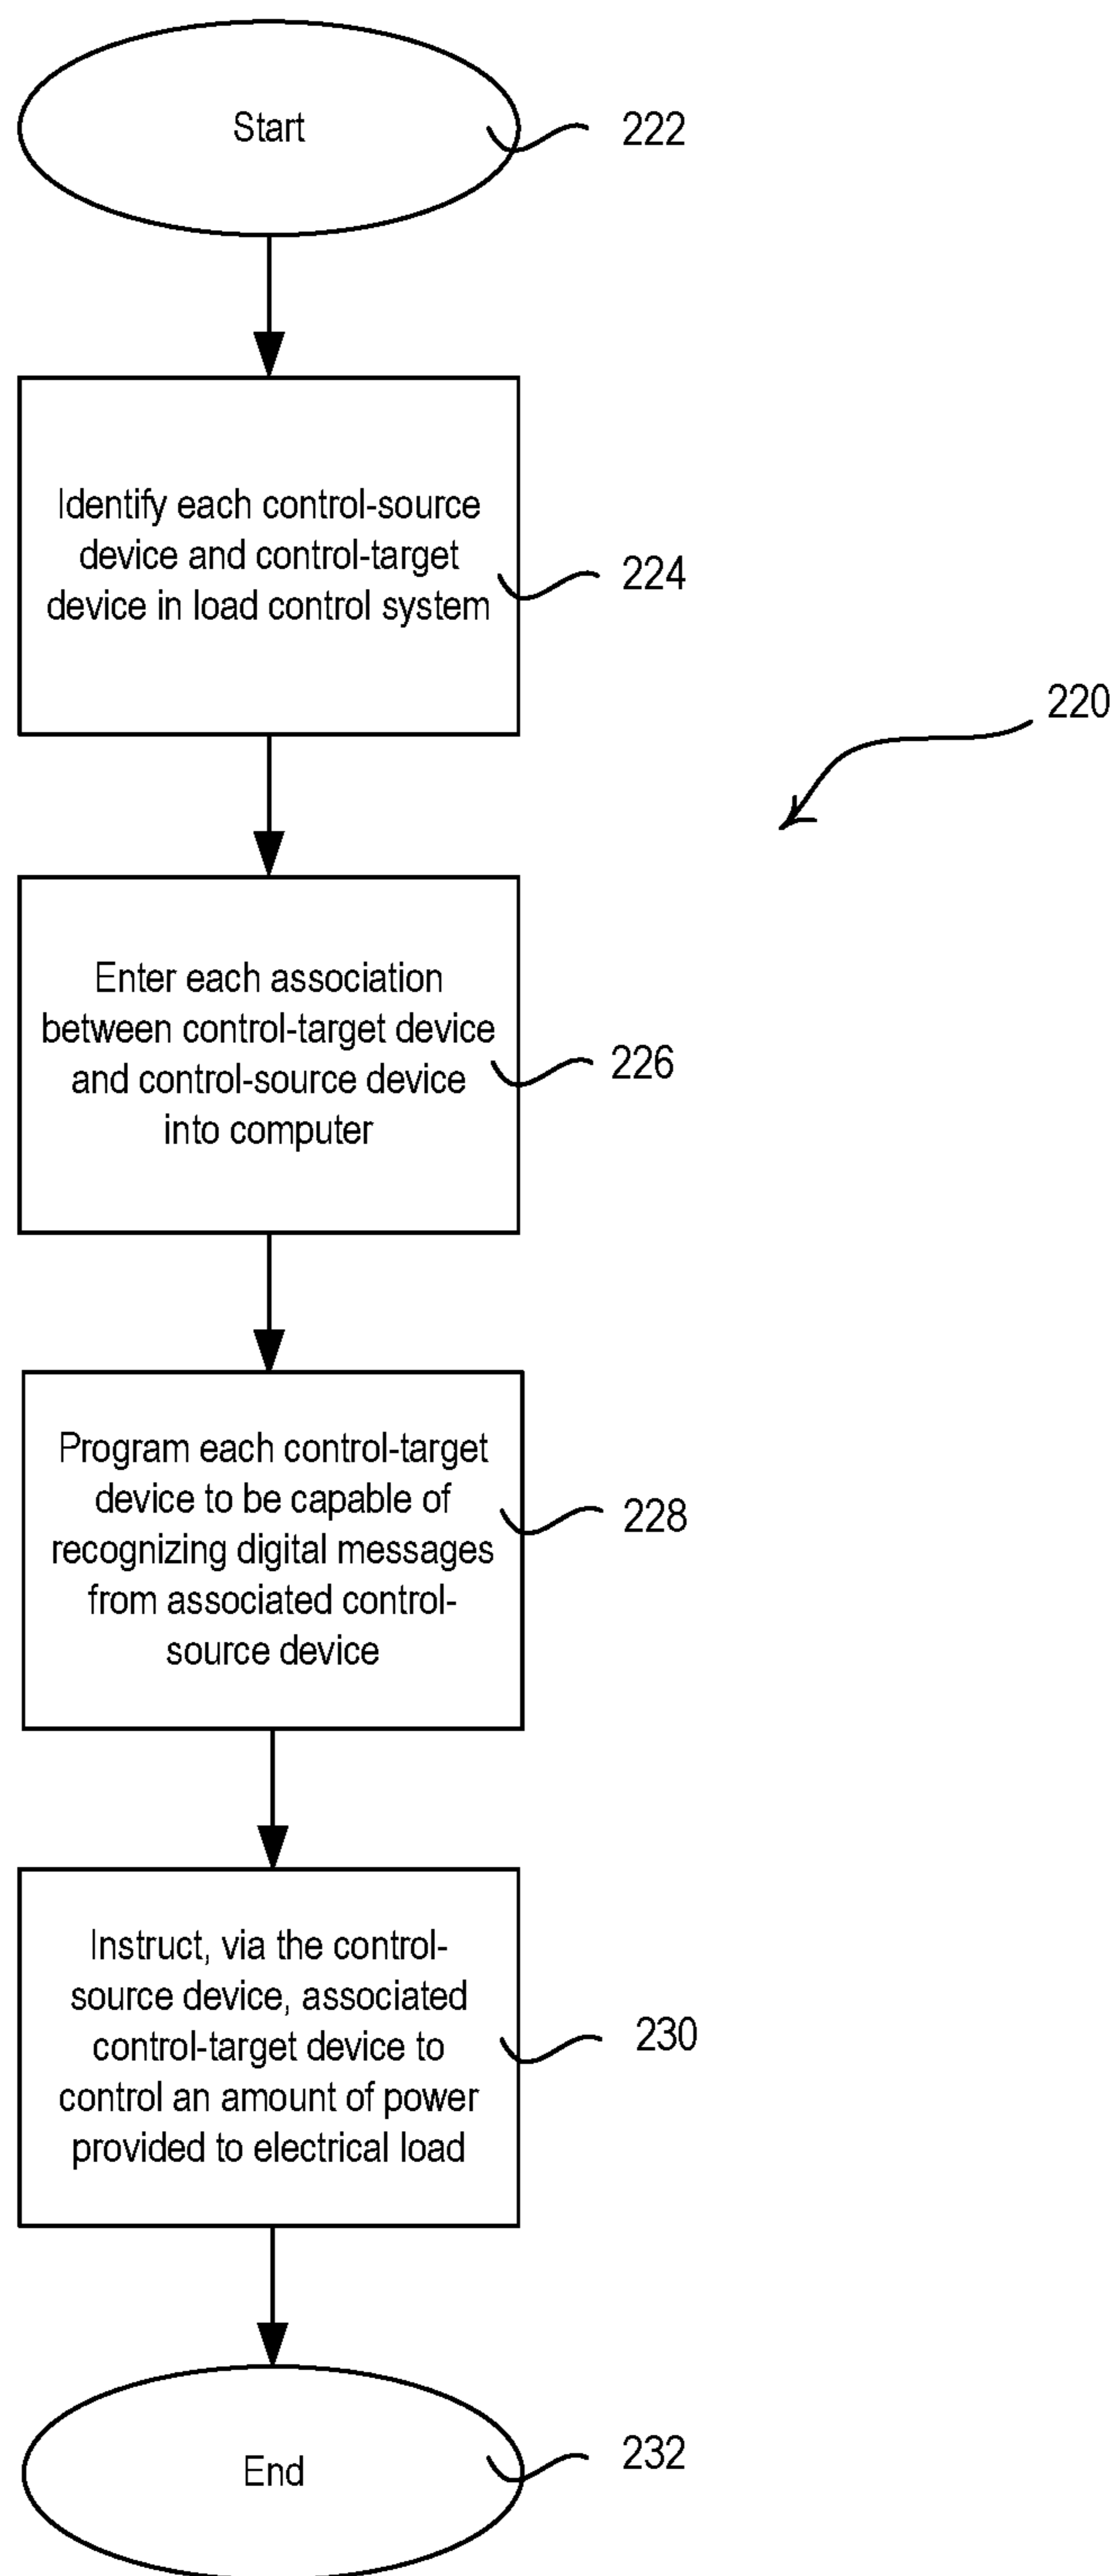 Start
222
Identify each control-source
device and control-target
device in load control system
224
220
Enter each association
between control-target device
and control-source device
into computer
226
Program each control-target
device to be capable of
recognizing digital messages
from associated control-
source device
228
Instruct, via the control-
source device, associated
control-target device to
control an amount of power
provided to electrical load
230
End
232